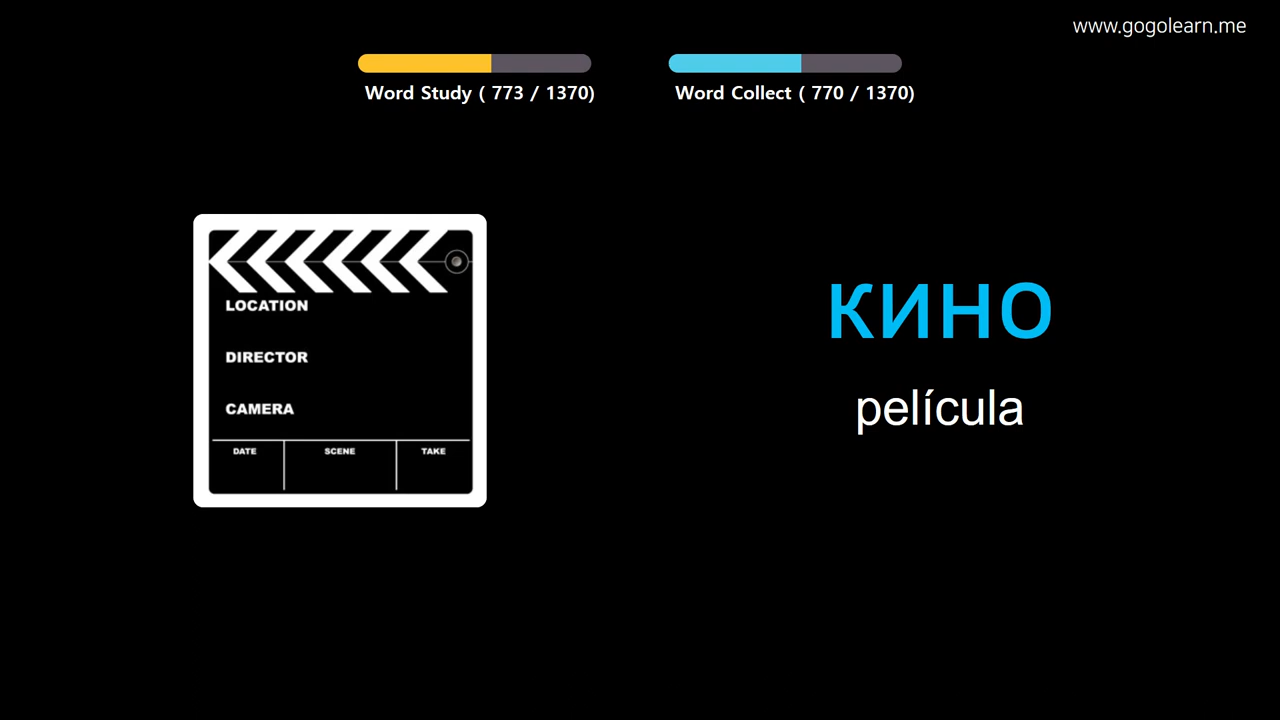 www.gogolearn.me
Word Study ( 773 / 1370)
Word Collect ( 770 / 1370)
LOCATION
DIRECTOR
CAMERA
DATE
SCENE
TAKE
кино
película